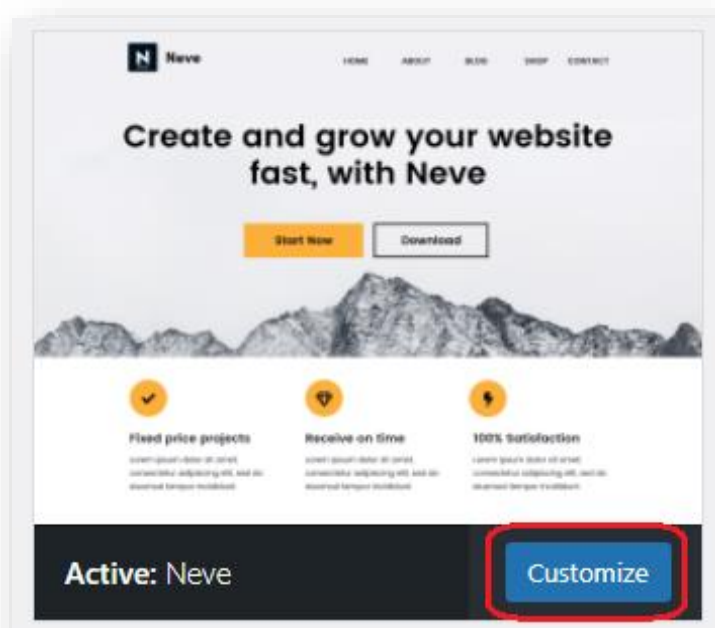 Neve
HOME ABOUT BLOG SHOP CONTACT
Create and grow your website
fast, with Neve
Start Now Download
Fixed price projects Receive on time 100% Satisfaction
Active: Neve Customize